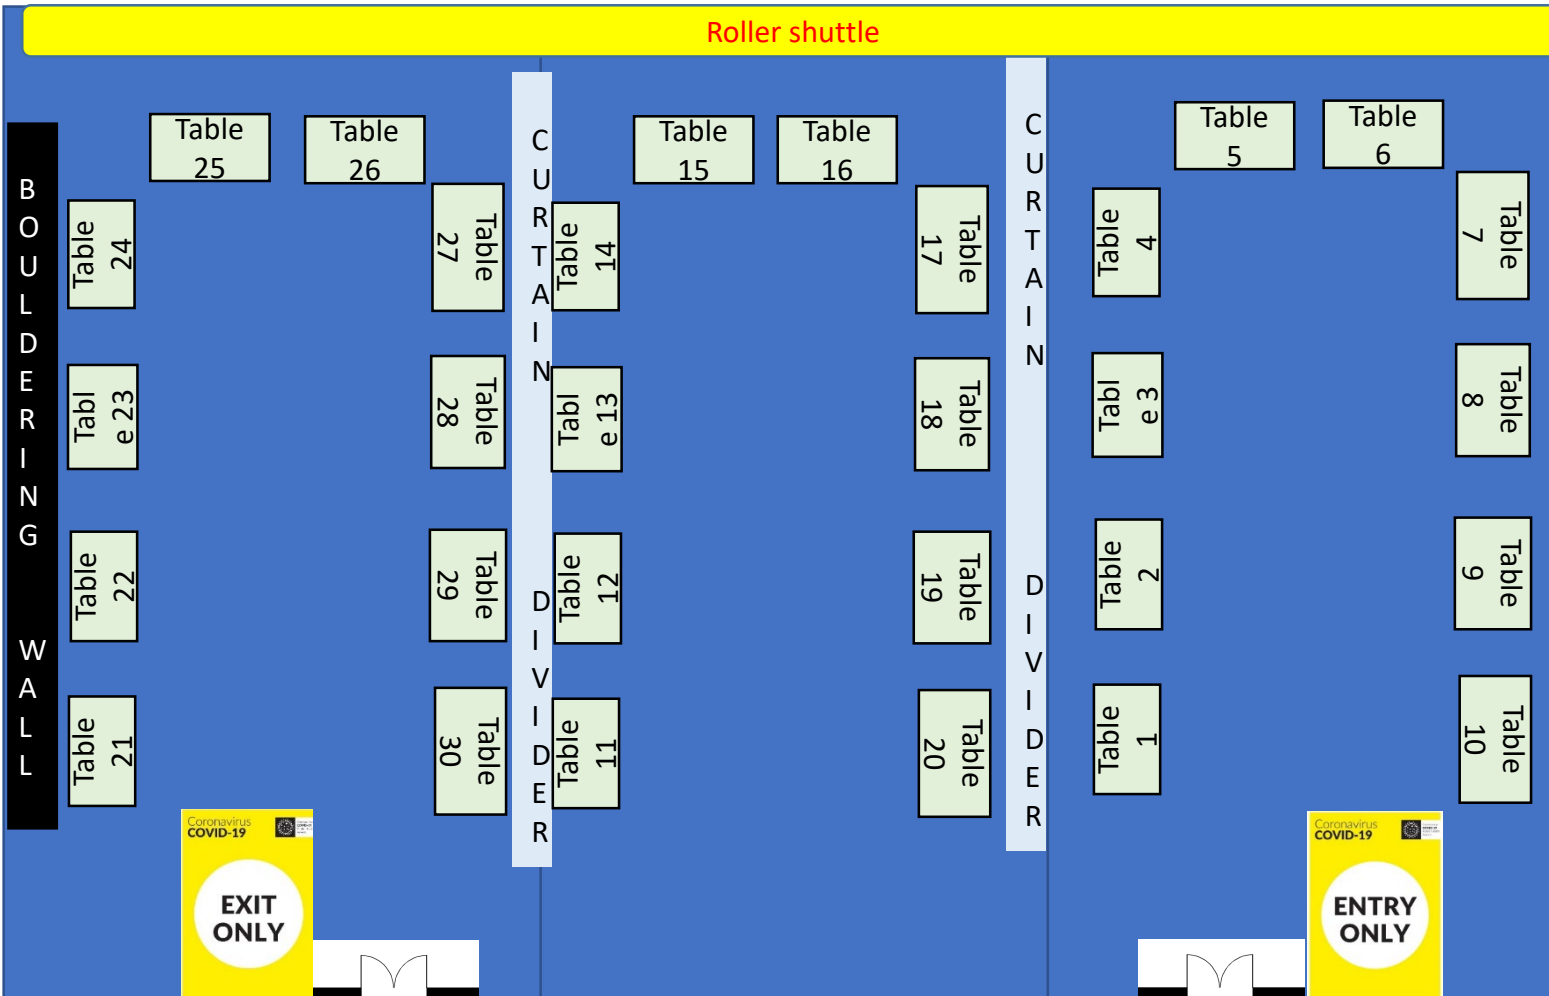 Roller shuttle
Table
25
Table
26
Table
15
Table
16
Table
5
Table
6
BOULDERING WALL
Table
24
Tabl
e 23
Table
22
Table
21
Table
27
Table
28
Table
29
Table
30
CURTAIN DIVIDER
Table
14
Tabl
e 13
Table
12
Table
11
Table
17
Table
18
Table
19
Table
20
CURTAIN DIVIDER
Table
4
Tabl
e 3
Table
2
Table
1
Table
7
Table
8
Table
9
Table
10
Coronavirus
COVID-19
EXIT
ONLY
Coronavirus
COVID-19
ENTRY
ONLY